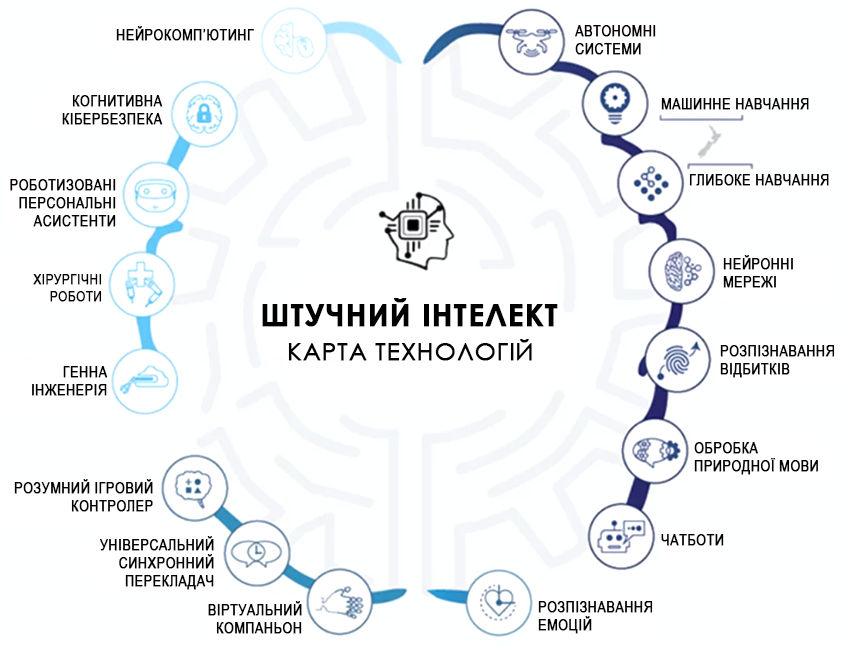 НЕЙРОКОМП'ЮТИНГ
КОГНИТИВНА
КІБЕРБЕЗПЕКА
РОБОТИЗОВАНІ
ПЕРСОНАЛЬНІ
АСИСТЕНТИ
ХІРУРГІЧНІ
РОБОТИ
ГЕННА
ІНЖЕНЕРІЯ
РОЗУМНИЙ ІГРОВИЙ
КОНТРОЛЕР
УНІВЕРСАЛЬНИЙ
СИНХРОННИЙ
ПЕРЕКЛАДАЧ
ВІРТУАЛЬНИЙ
КОМПАНЬОН
ШТУЧНИЙ ІНТЕЛЕКТ
КАРТА ТЕХНОЛОГІЙ
АВТОНОМНІ
СИСТЕМИ
МАШИННЕ НАВЧАННЯ
ГЛИБОКЕ НАВЧАННЯ
НЕЙРОННІ
МЕРЕЖІ
РОЗПІЗНАВАННЯ
ВІДБИТКІВ
ОБРОБКА
ПРИРОДНОЇ МОВИ
ЧАТБОТИ
РОЗПІЗНАВАННЯ
ЕМОЦІЙ